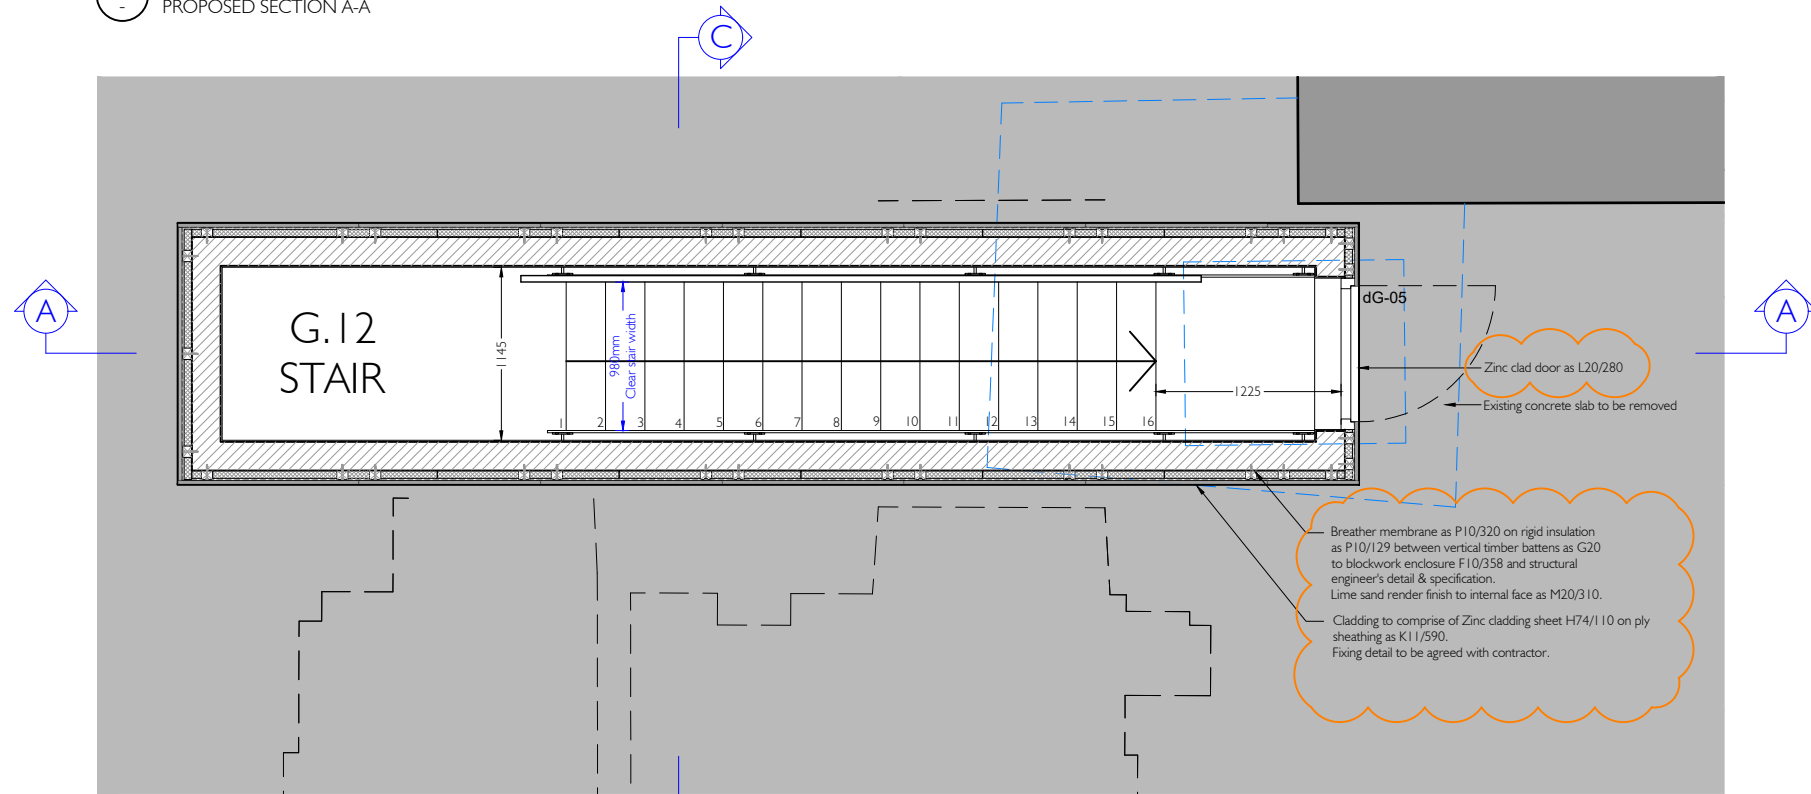 -
PROPOSED SECTION A-A
C
A
A
G.12
STAIR
1145
980mm
Clear stair width
1 2 3 4 5 6 7 8 9 10 11 12 13 14 15 16
1225
dG-05
Zinc clad door as L20/280
Existing concrete slab to be removed
Breather membrane as P10/320 on rigid insulation
as P10/129 between vertical timber battens as G20
to blockwork enclosure F10/358 and structural
engineer's detail & specification.
Lime sand render finish to internal face as M20/310.
Cladding to comprise of Zinc cladding sheet H74/110 on ply
sheathing as K11/590.
Fixing detail to be agreed with contractor.